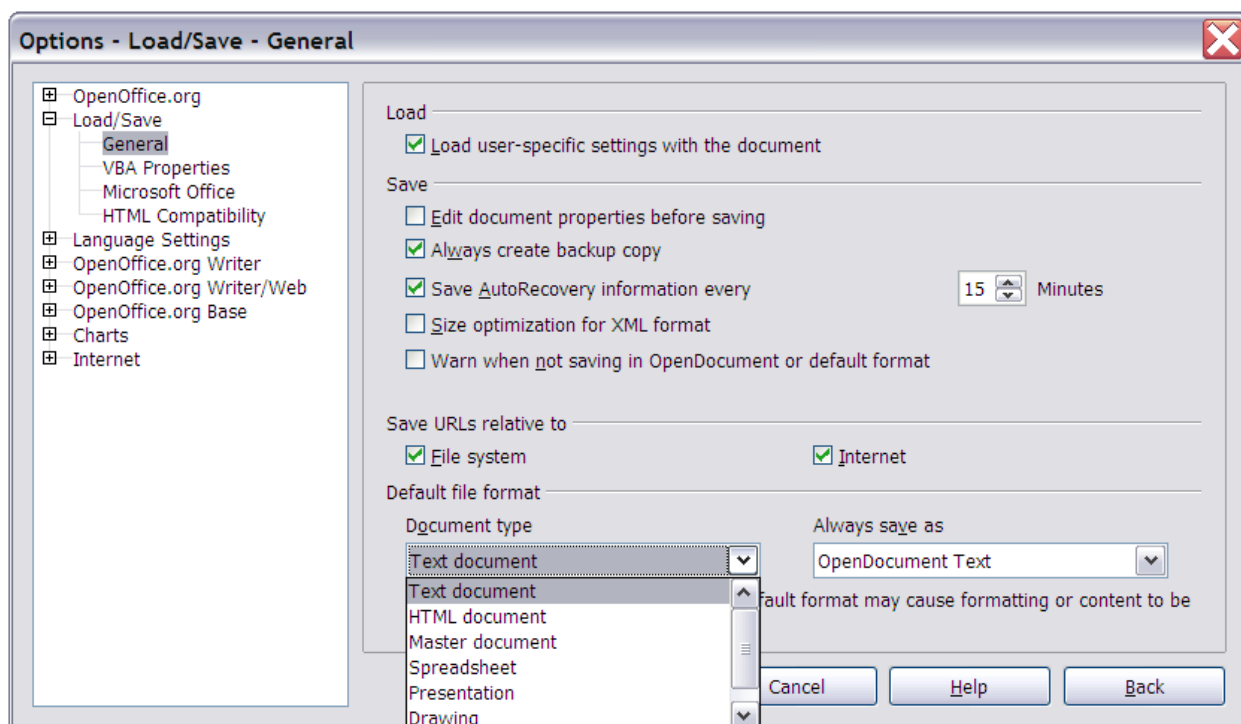 Options - Load/Save - General
OpenOffice.org
Load/Save
General
VBA Properties
Microsoft Office
HTML Compatibility
Language Settings
OpenOffice.org Writer
OpenOffice.org Writer/Web
OpenOffice.org Base
Charts
Internet
Load
Load user-specific settings with the document
Save
Edit document properties before saving
Always create backup copy
Save AutoRecovery information every 15 Minutes
Size optimization for XML format
Warn when not saving in OpenDocument or default format
Save URLs relative to
File system Internet
Default file format
Document type Always save as
Text document OpenDocument Text
Text document
fault format may cause formatting or content to be
HTML document
Master document
Spreadsheet
Presentation
Drawing
Cancel Help Back